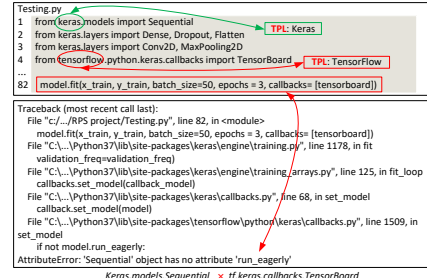 Testing.py
1 from keras.models import Sequential
TPL: Keras
2 from keras.layers import Dense, Dropout, Flatten
3 from keras.layers import Conv2D, MaxPooling2D
4 from tensorflow.python.keras.callbacks import TensorBoard
TPL: TensorFlow
...
82 model.fit(x_train, y_train, batch_size=50, epochs = 3, callbacks= [tensorboard])
Traceback (most recent call last):
File "c:/.../RPS project/Testing.py", line 82, in <module>
model.fit(x_train, y_train, batch_size=50, epochs = 3, callbacks= [tensorboard])
File "C:\...\Python37\lib\site-packages\keras\engine\training.py", line 1178, in fit
validation_freq=validation_freq)
File "C:\...\Python37\lib\site-packages\keras\engine\training_arrays.py", line 125, in fit_loop
callbacks.set_model(callback_model)
File "C:\...\Python37\lib\site-packages\keras\callbacks.py", line 68, in set_model
callback.set_model(model)
File "C:\...\Python37\lib\site-packages\tensorflow\python\keras\callbacks.py", line 1509, in
set_model
if not model.run_eagerly:
AttributeError: 'Sequential' object has no attribute 'run_eagerly'
Keras models Sequential × tf keras callbacks TensorBoard